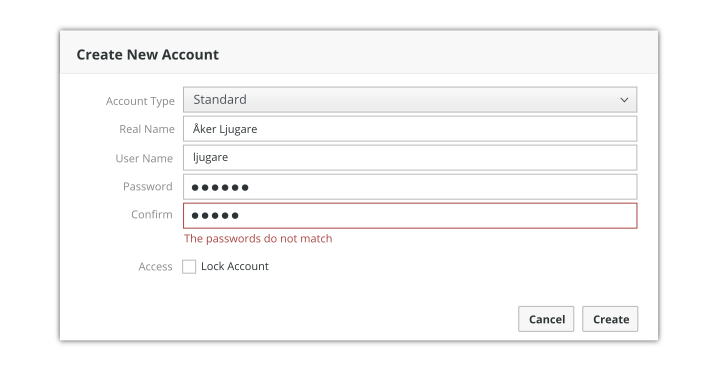 Create New Account
Account Type Standard
Real Name Åker Ljugare
User Name ljugare
Password ●●●●●●
Confirm ●●●●●
The passwords do not match
Access Lock Account
Cancel Create